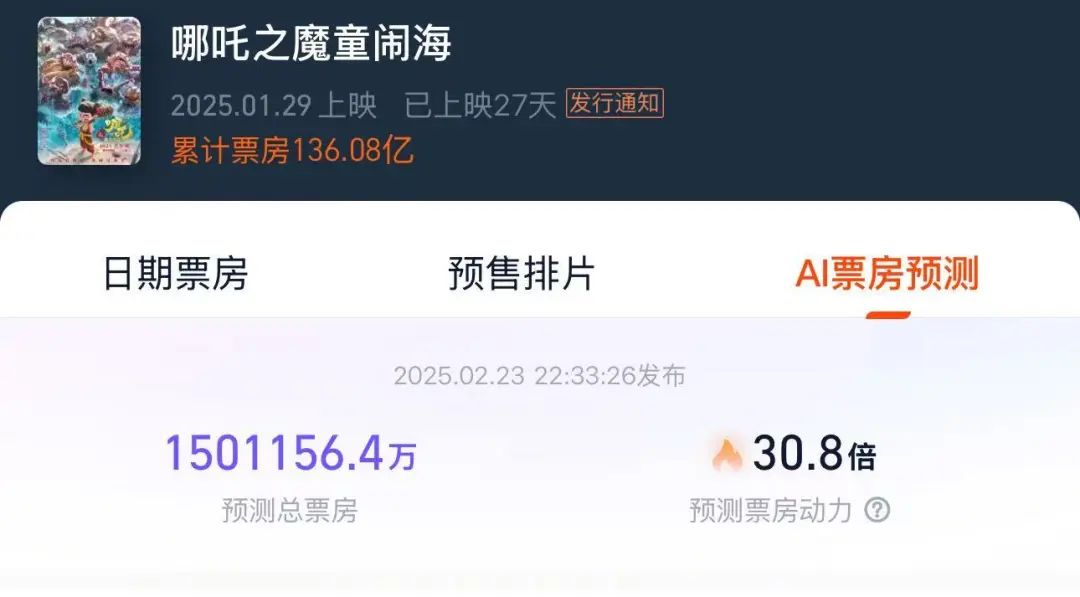 哪吒之魔童闹海
2025.01.29 上映 已上映27天 发行通知
累计票房136.08亿
日期票房 预售排片 AI票房预测
2025.02.23 22:33:26发布
1501156.4万 30.8倍
预测总票房 预测票房动力 ?